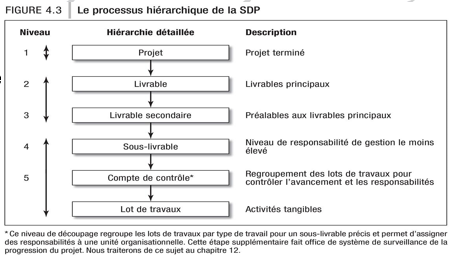 FIGURE 4.3 Le processus hiérarchique de la SDP
Niveau Hiérarchie détaillée Description
1 Projet Projet terminé
2 Livrable Livrables principaux
3 Livrable secondaire Préalables aux livrables principaux
4 Sous-livrable Niveau de responsabilité de gestion le moins
élevé
5 Compte de contrôle* Regroupement des lots de travaux pour
contrôler l'avancement et les responsabilités
Lot de travaux Activités tangibles
* Ce niveau de découpage regroupe les lots de travaux par type de travail pour un sous-livrable précis et permet d'assigner
des responsabilités à une unité organisationnelle. Cette étape supplémentaire fait office de système de surveillance de la
progression du projet. Nous traiterons de ce sujet au chapitre 12.